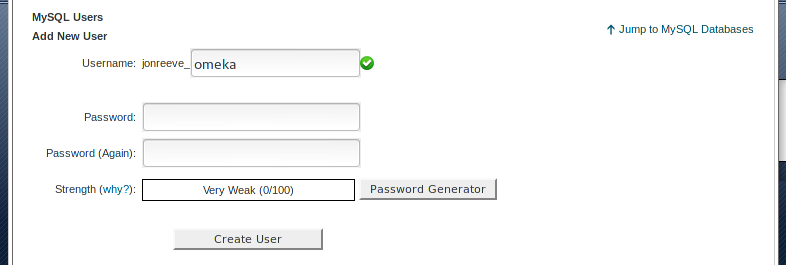 MySQL Users
Add New User
↑ Jump to MySQL Databases
Username: jonreeve_ omeka
Password:
Password (Again):
Strength (why?): Very Weak (0/100) Password Generator
Create User